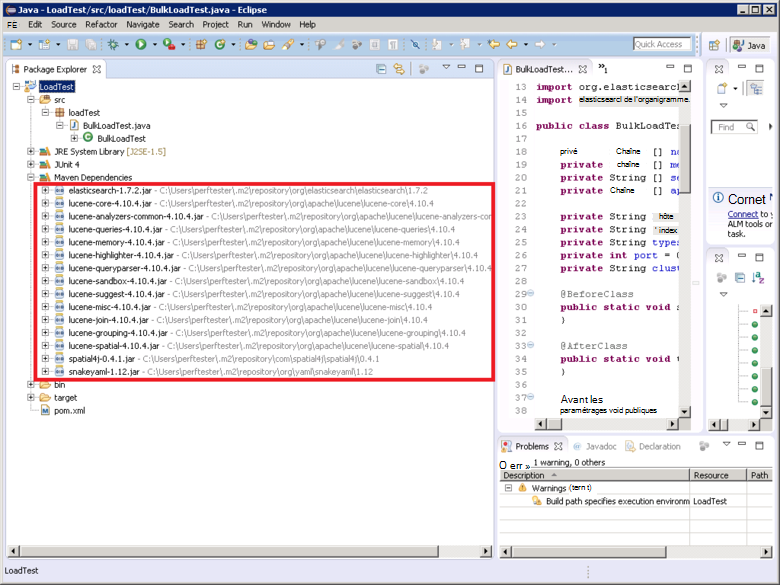 Java - LoadTest/src/loadTest/BulkLoadTest.java - Eclipse
FE Edit Source Refactor Navigate Search Project Run Window Help
Quick Access
Java
Package Explorer
LoadTest
src
loadTest
BulkLoadTest.java
BulkLoadTest
JRE System Library [J2SE-1.5]
JUnit 4
Maven Dependencies
elasticsearch-1.7.2.jar - C:\Users\perftester\.m2\repository\org\elasticsearch\elasticsearch\1.7.2
lucene-core-4.10.4.jar - C:\Users\perftester\.m2\repository\org\apache\lucene\lucene-core\4.10.4
lucene-analyzers-common-4.10.4.jar - C:\Users\perftester\.m2\repository\org\apache\lucene\lucene-analyzers-cor
lucene-queries-4.10.4.jar - C:\Users\perftester\.m2\repository\org\apache\lucene\lucene-queries\4.10.4
lucene-memory-4.10.4.jar - C:\Users\perftester\.m2\repository\org\apache\lucene\lucene-memory\4.10.4
lucene-highlighter-4.10.4.jar - C:\Users\perftester\.m2\repository\org\apache\lucene\lucene-highlighter\4.10.4
lucene-queryparser-4.10.4.jar - C:\Users\perftester\.m2\repository\org\apache\lucene\lucene-queryparser\4.10.4
lucene-sandbox-4.10.4.jar - C:\Users\perftester\.m2\repository\org\apache\lucene\lucene-sandbox\4.10.4
lucene-suggest-4.10.4.jar - C:\Users\perftester\.m2\repository\org\apache\lucene\lucene-suggest\4.10.4
lucene-misc-4.10.4.jar - C:\Users\perftester\.m2\repository\org\apache\lucene\lucene-misc\4.10.4
lucene-join-4.10.4.jar - C:\Users\perftester\.m2\repository\org\apache\lucene\lucene-join\4.10.4
lucene-grouping-4.10.4.jar - C:\Users\perftester\.m2\repository\org\apache\lucene\lucene-grouping\4.10.4
lucene-spatial-4.10.4.jar - C:\Users\perftester\.m2\repository\org\apache\lucene\lucene-spatial\4.10.4
spatial4j-0.4.1.jar - C:\Users\perftester\.m2\repository\com\spatial4j\spatial4j\0.4.1
snakeyaml-1.12.jar - C:\Users\perftester\.m2\repository\org\yaml\snakeyaml\1.12
bin
target
pom.xml
BulkLoadTest... »1
13 import org.elasticsearcl
14 import elasticsearcl de l'organigramme.
15
16 public class BulkLoadTe
17
18 privé Chaîne [] no
19 private chaîne [] me
20 private String [] se
21 private Chaîne [] ap
22
23 private String hôte
24 private String 'index
25 private String types
26 private int port = 0
27 private String clust
28
29 @BeforeClass
30 public static void s
31 }
32
33 @AfterClass
34 public static void t
35 }
36
37 Avant les
38 paramétrages void publiques
Find
Cornet
Connect to y
ALM tools or
task.
Problems Javadoc Declaration
O err » 1 warning, 0 others
Description Resource Path
Warnings (tern t)
Build path specifies execution environm LoadTest
LoadTest